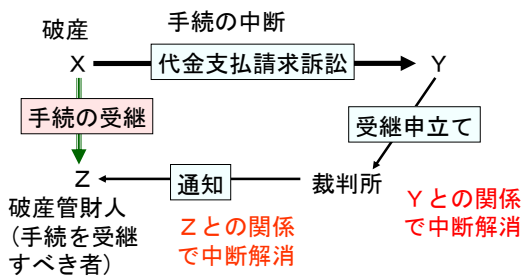 手続の中断
破産
X
代金支払請求訴訟
Y
手続の受継
受継申立て
Z
通知
裁判所
破産管財人
(手続を受継
すべき者)
Zとの関係
で中断解消
Yとの関係
で中断解消